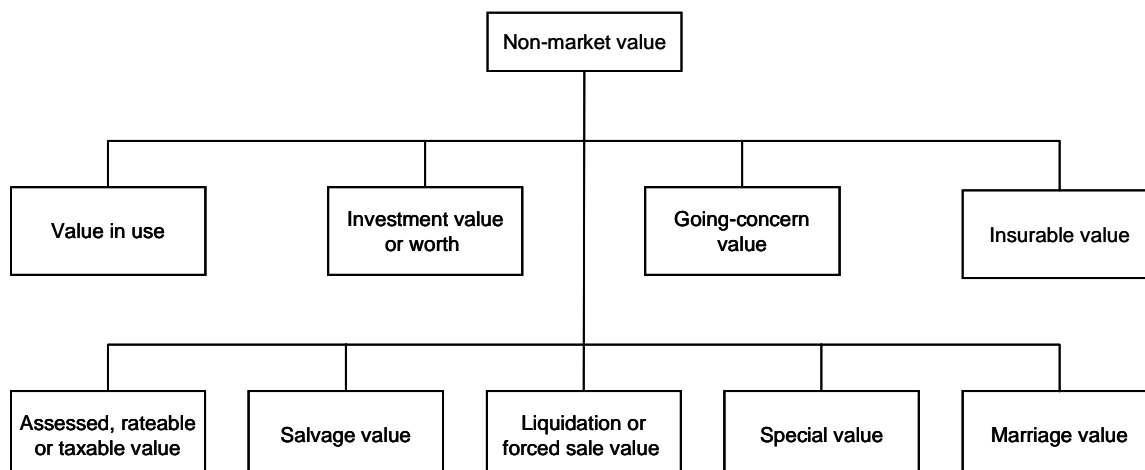 Non-market value
Value in use
Investment value
or worth
Going-concern
value
Insurable value
Assessed, rateable
or taxable value
Salvage value
Liquidation or
forced sale value
Special value
Marriage value